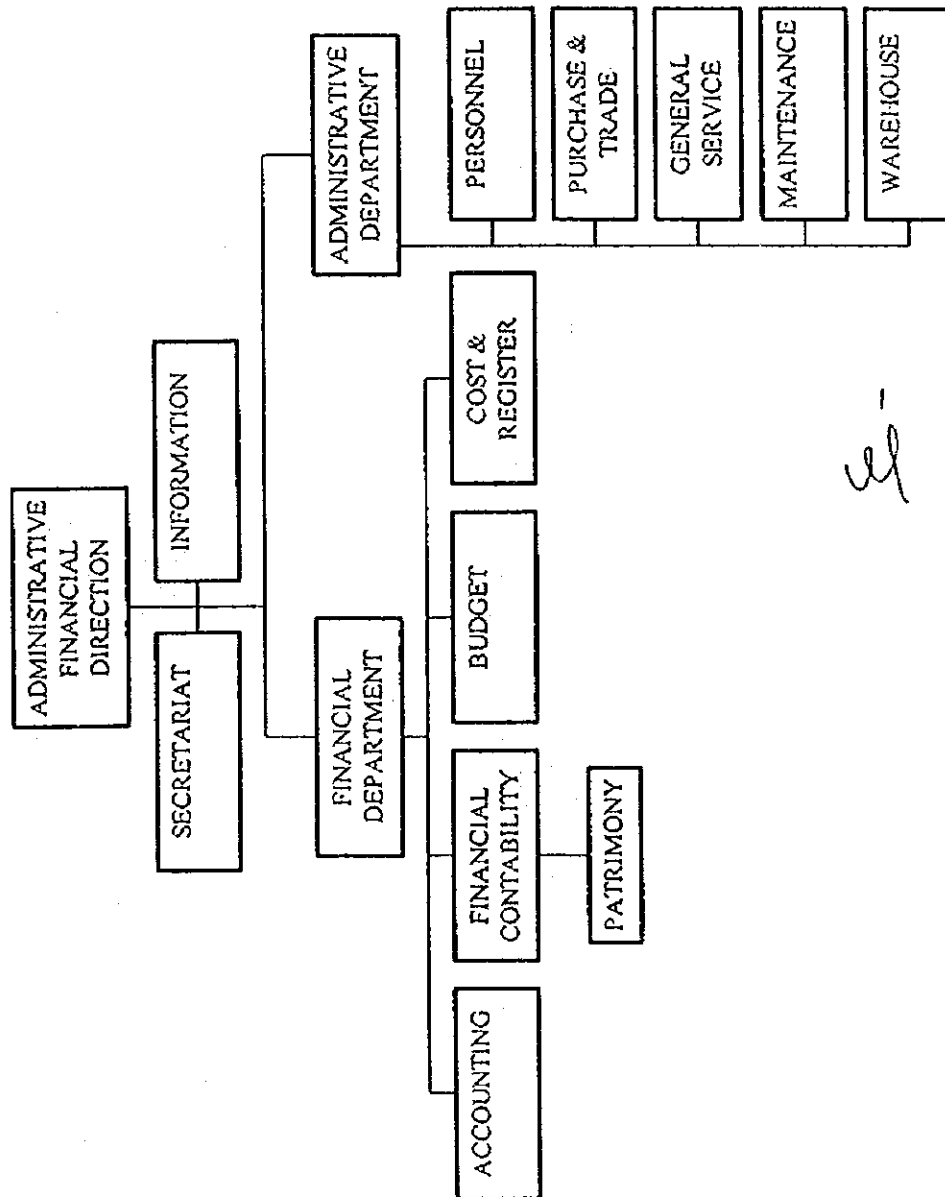 ADMINISTRATIVE
FINANCIAL
DIRECTION
SECRETARIAT
INFORMATION
FINANCIAL
DEPARTMENT
ADMINISTRATIVE
DEPARTMENT
ACCOUNTING
FINANCIAL
CONTABILITY
BUDGET
COST &
REGISTER
PATRIMONY
PERSONNEL
PURCHASE &
TRADE
GENERAL
SERVICE
MAINTENANCE
WAREHOUSE